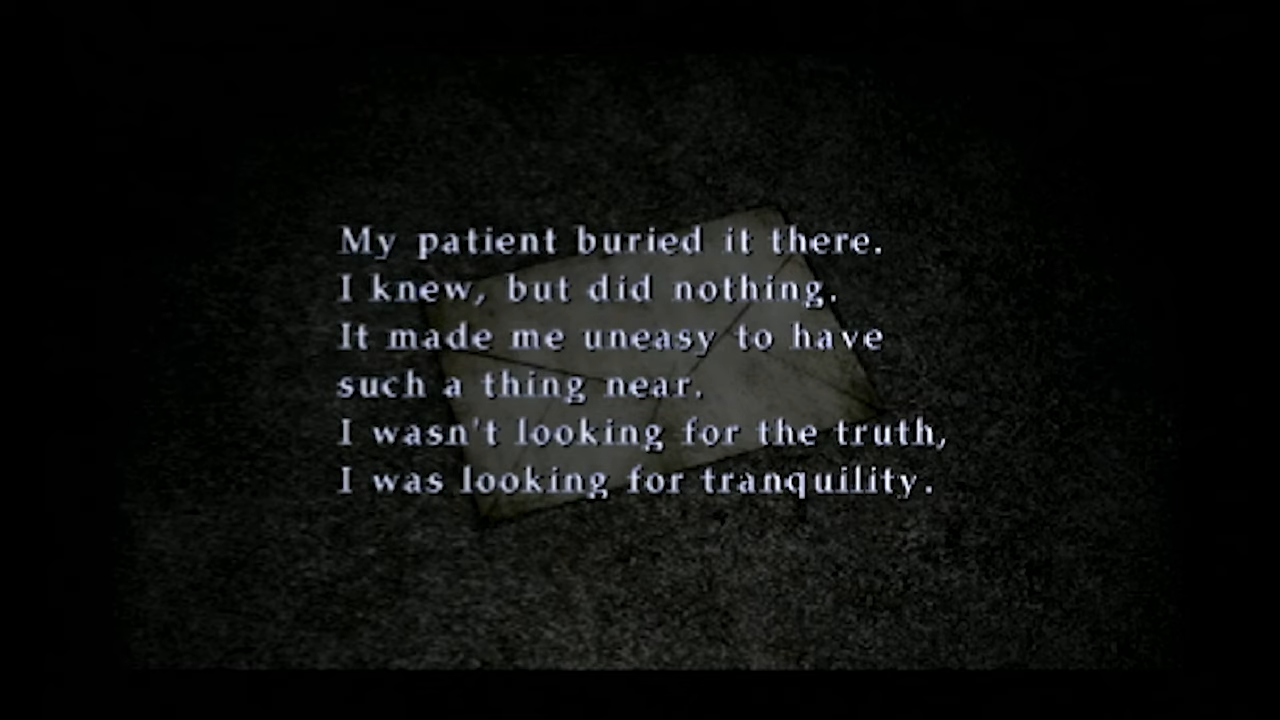 My patient buried it there.
I knew, but did nothing.
It made me uneasy to have
such a thing near.
I wasn't looking for the truth,
I was looking for tranquility.